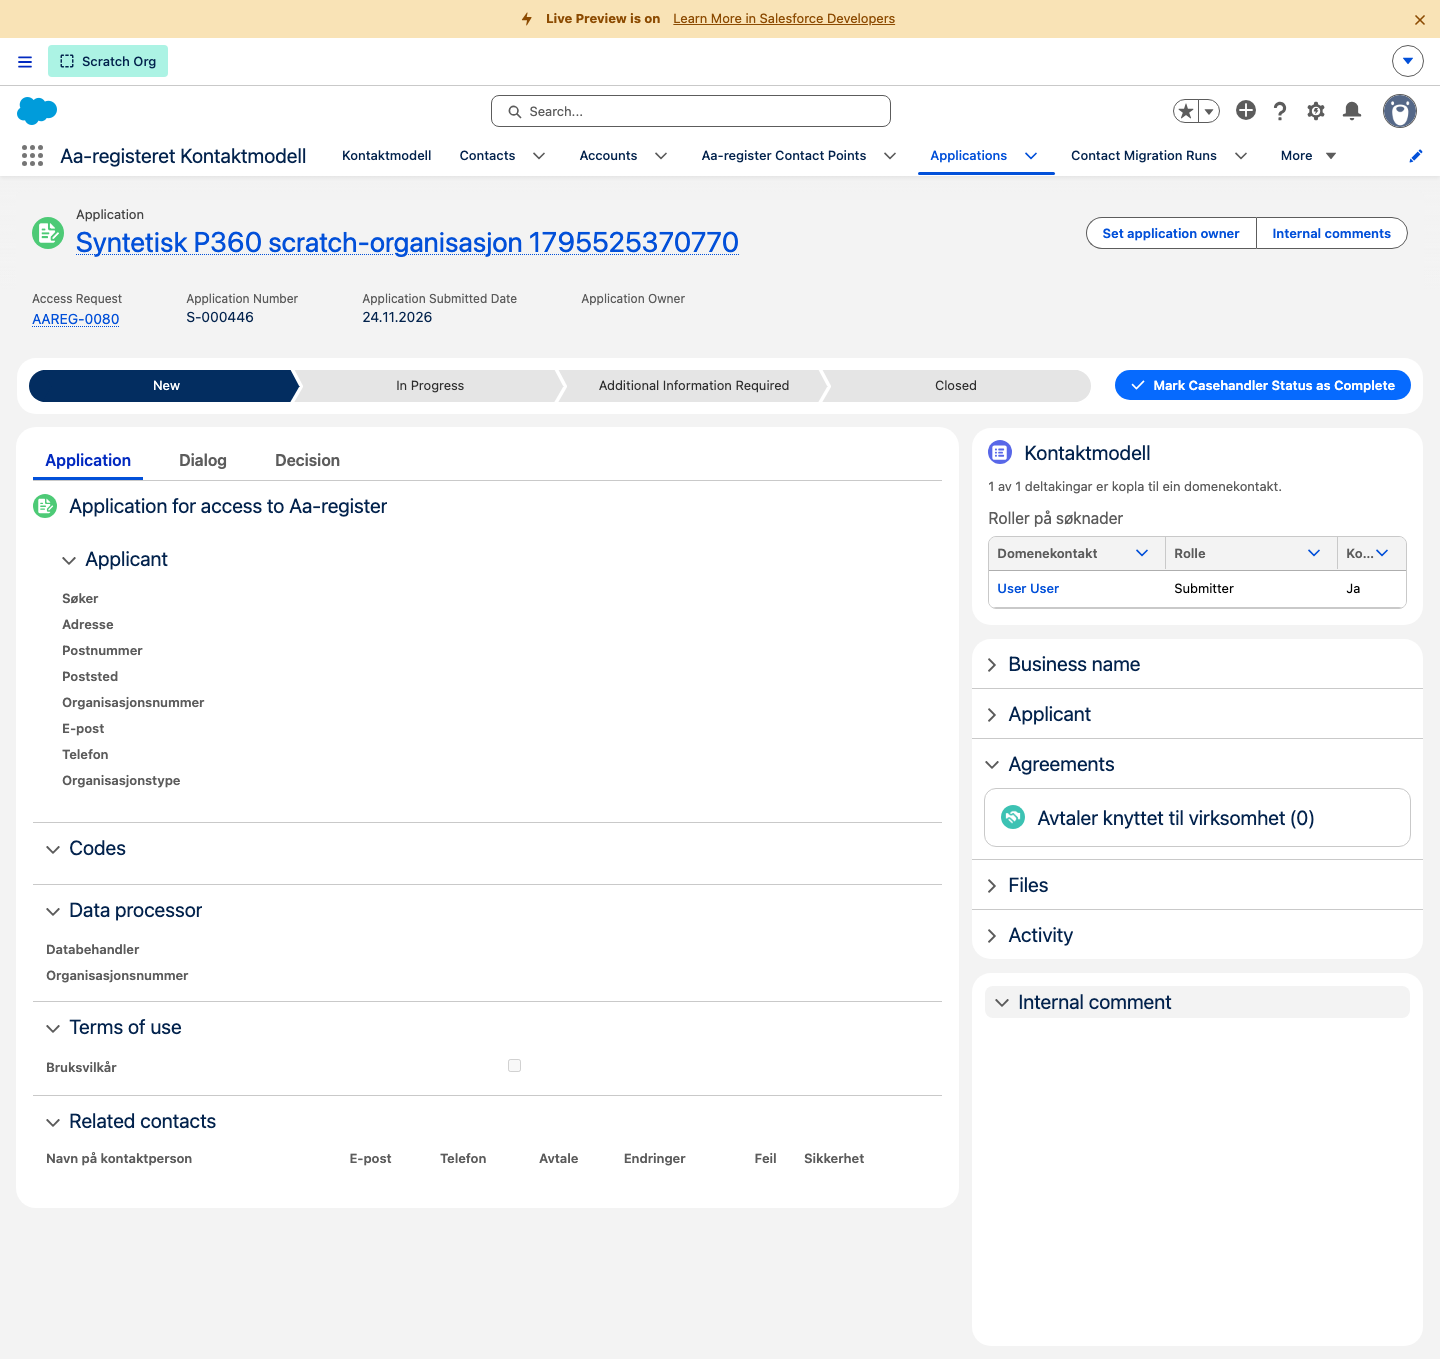 Live Preview is on Learn More in Salesforce Developers
Scratch Org
Search...
Aa-registeret Kontaktmodell Kontaktmodell Contacts Accounts Aa-register Contact Points Applications Contact Migration Runs More
Application
Syntetisk P360 scratch-organisasjon 1795525370770
Set application owner Internal comments
Access Request Application Number Application Submitted Date Application Owner
AAREG-0080 S-000446 24.11.2026
New In Progress Additional Information Required Closed Mark Casehandler Status as Complete
Application Dialog Decision
Application for access to Aa-register
Applicant
Søker
Adresse
Postnummer
Poststed
Organisasjonsnummer
E-post
Telefon
Organisasjonstype
Codes
Data processor
Databehandler
Organisasjonsnummer
Terms of use
Bruksvilkår
Related contacts
Navn på kontaktperson E-post Telefon Avtale Endringer Feil Sikkerhet
Kontaktmodell
1 av 1 deltakingar er kopla til ein domenekontakt.
Roller på søknader
Domenekontakt Rolle Ko...
User User Submitter Ja
Business name
Applicant
Agreements
Avtaler knyttet til virksomhet (0)
Files
Activity
Internal comment